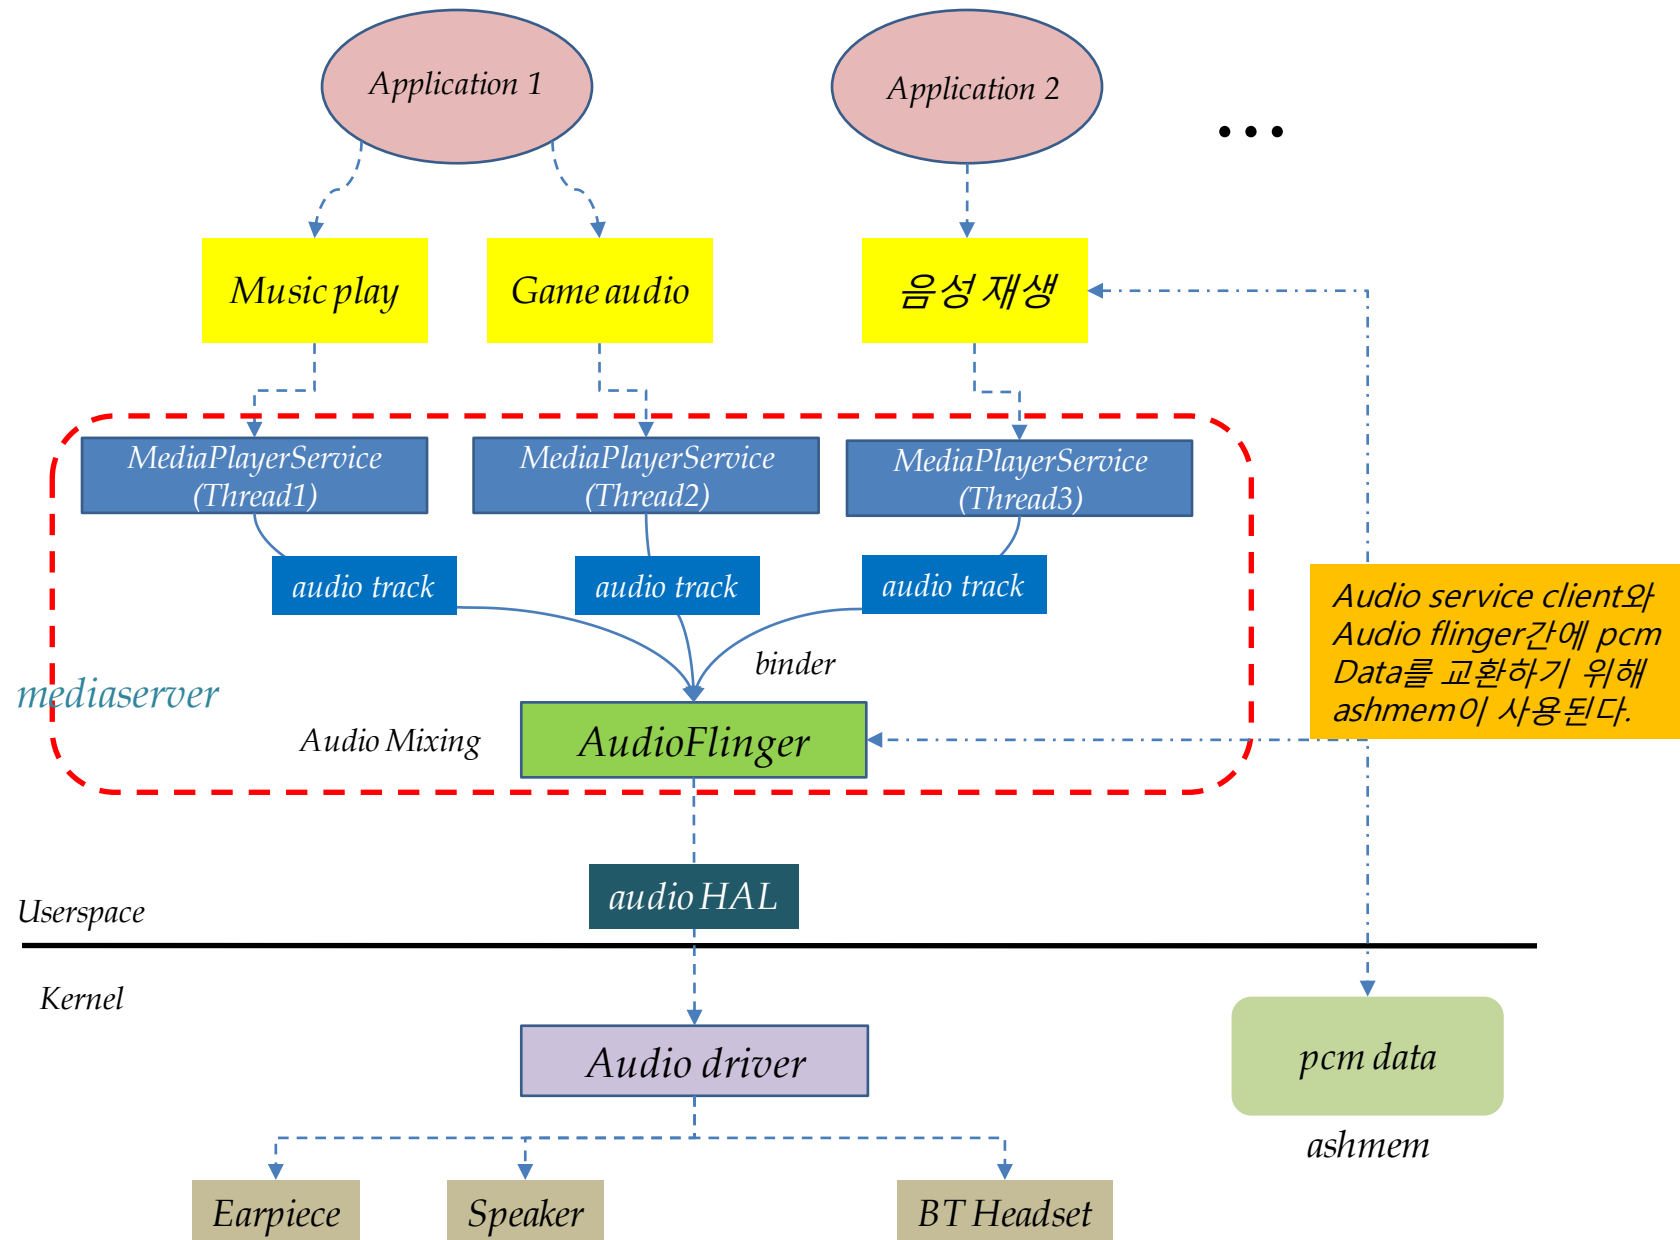 Application 1
Application 2
...
Music play
Game audio
음성 재생
MediaPlayerService
(Thread1)
MediaPlayerService
(Thread2)
MediaPlayerService
(Thread3)
audio track
audio track
audio track
Audio service client와
Audio flinger간에 pcm
Data를 교환하기 위해
ashmem이 사용된다.
binder
mediaserver
Audio Mixing
AudioFlinger
audio HAL
Userspace
Kernel
Audio driver
pcm data
ashmem
Earpiece
Speaker
BT Headset